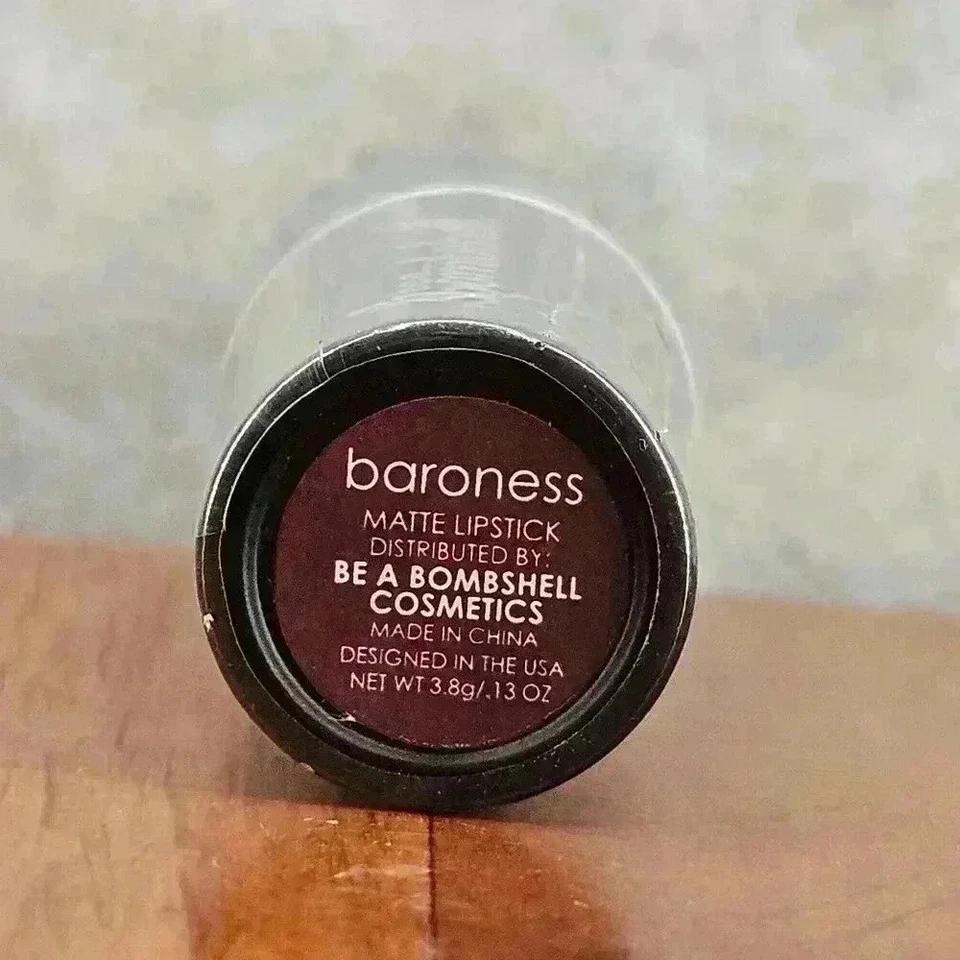 baroness
MATTE LIPSTICK
DISTRIBUTED BY:
BE A BOMBSHELL
COSMETICS
MADE IN CHINA
DESIGNED IN THE USA
NET WT 3.8g/.13 OZ